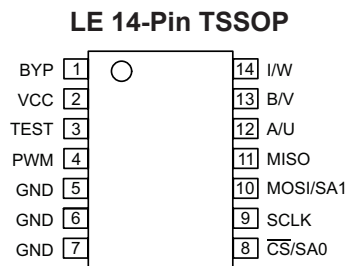 LE 14-Pin TSSOP
BYP 1 14 I/W
VCC 2 13 B/V
TEST 3 12 A/U
PWM 4 11 MISO
GND 5 10 MOSI/SA1
GND 6 9 SCLK
GND 7 8 C̅S̅/SA0